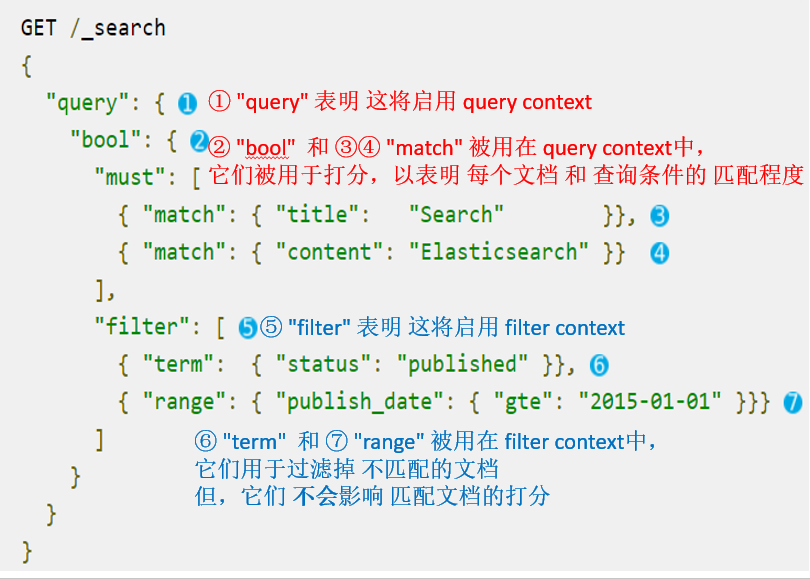 GET /_search
{
"query": { ❶ ① "query" 表明 这将启用 query context
"bool": { ❷ ② "bool" 和 ③④ "match" 被用在 query context中，
"must": [ 它们被用于打分，以表明 每个文档 和 查询条件的 匹配程度
{ "match": { "title": "Search" }}, ❸
{ "match": { "content": "Elasticsearch" }} ❹
],
"filter": [ ❺ ⑤ "filter" 表明 这将启用 filter context
{ "term": { "status": "published" }}, ❻
{ "range": { "publish_date": { "gte": "2015-01-01" }}} ❼
] ⑥ "term" 和 ⑦ "range" 被用在 filter context中，
它们用于过滤掉 不匹配的文档
} 但，它们 不会影响 匹配文档的打分
}
}